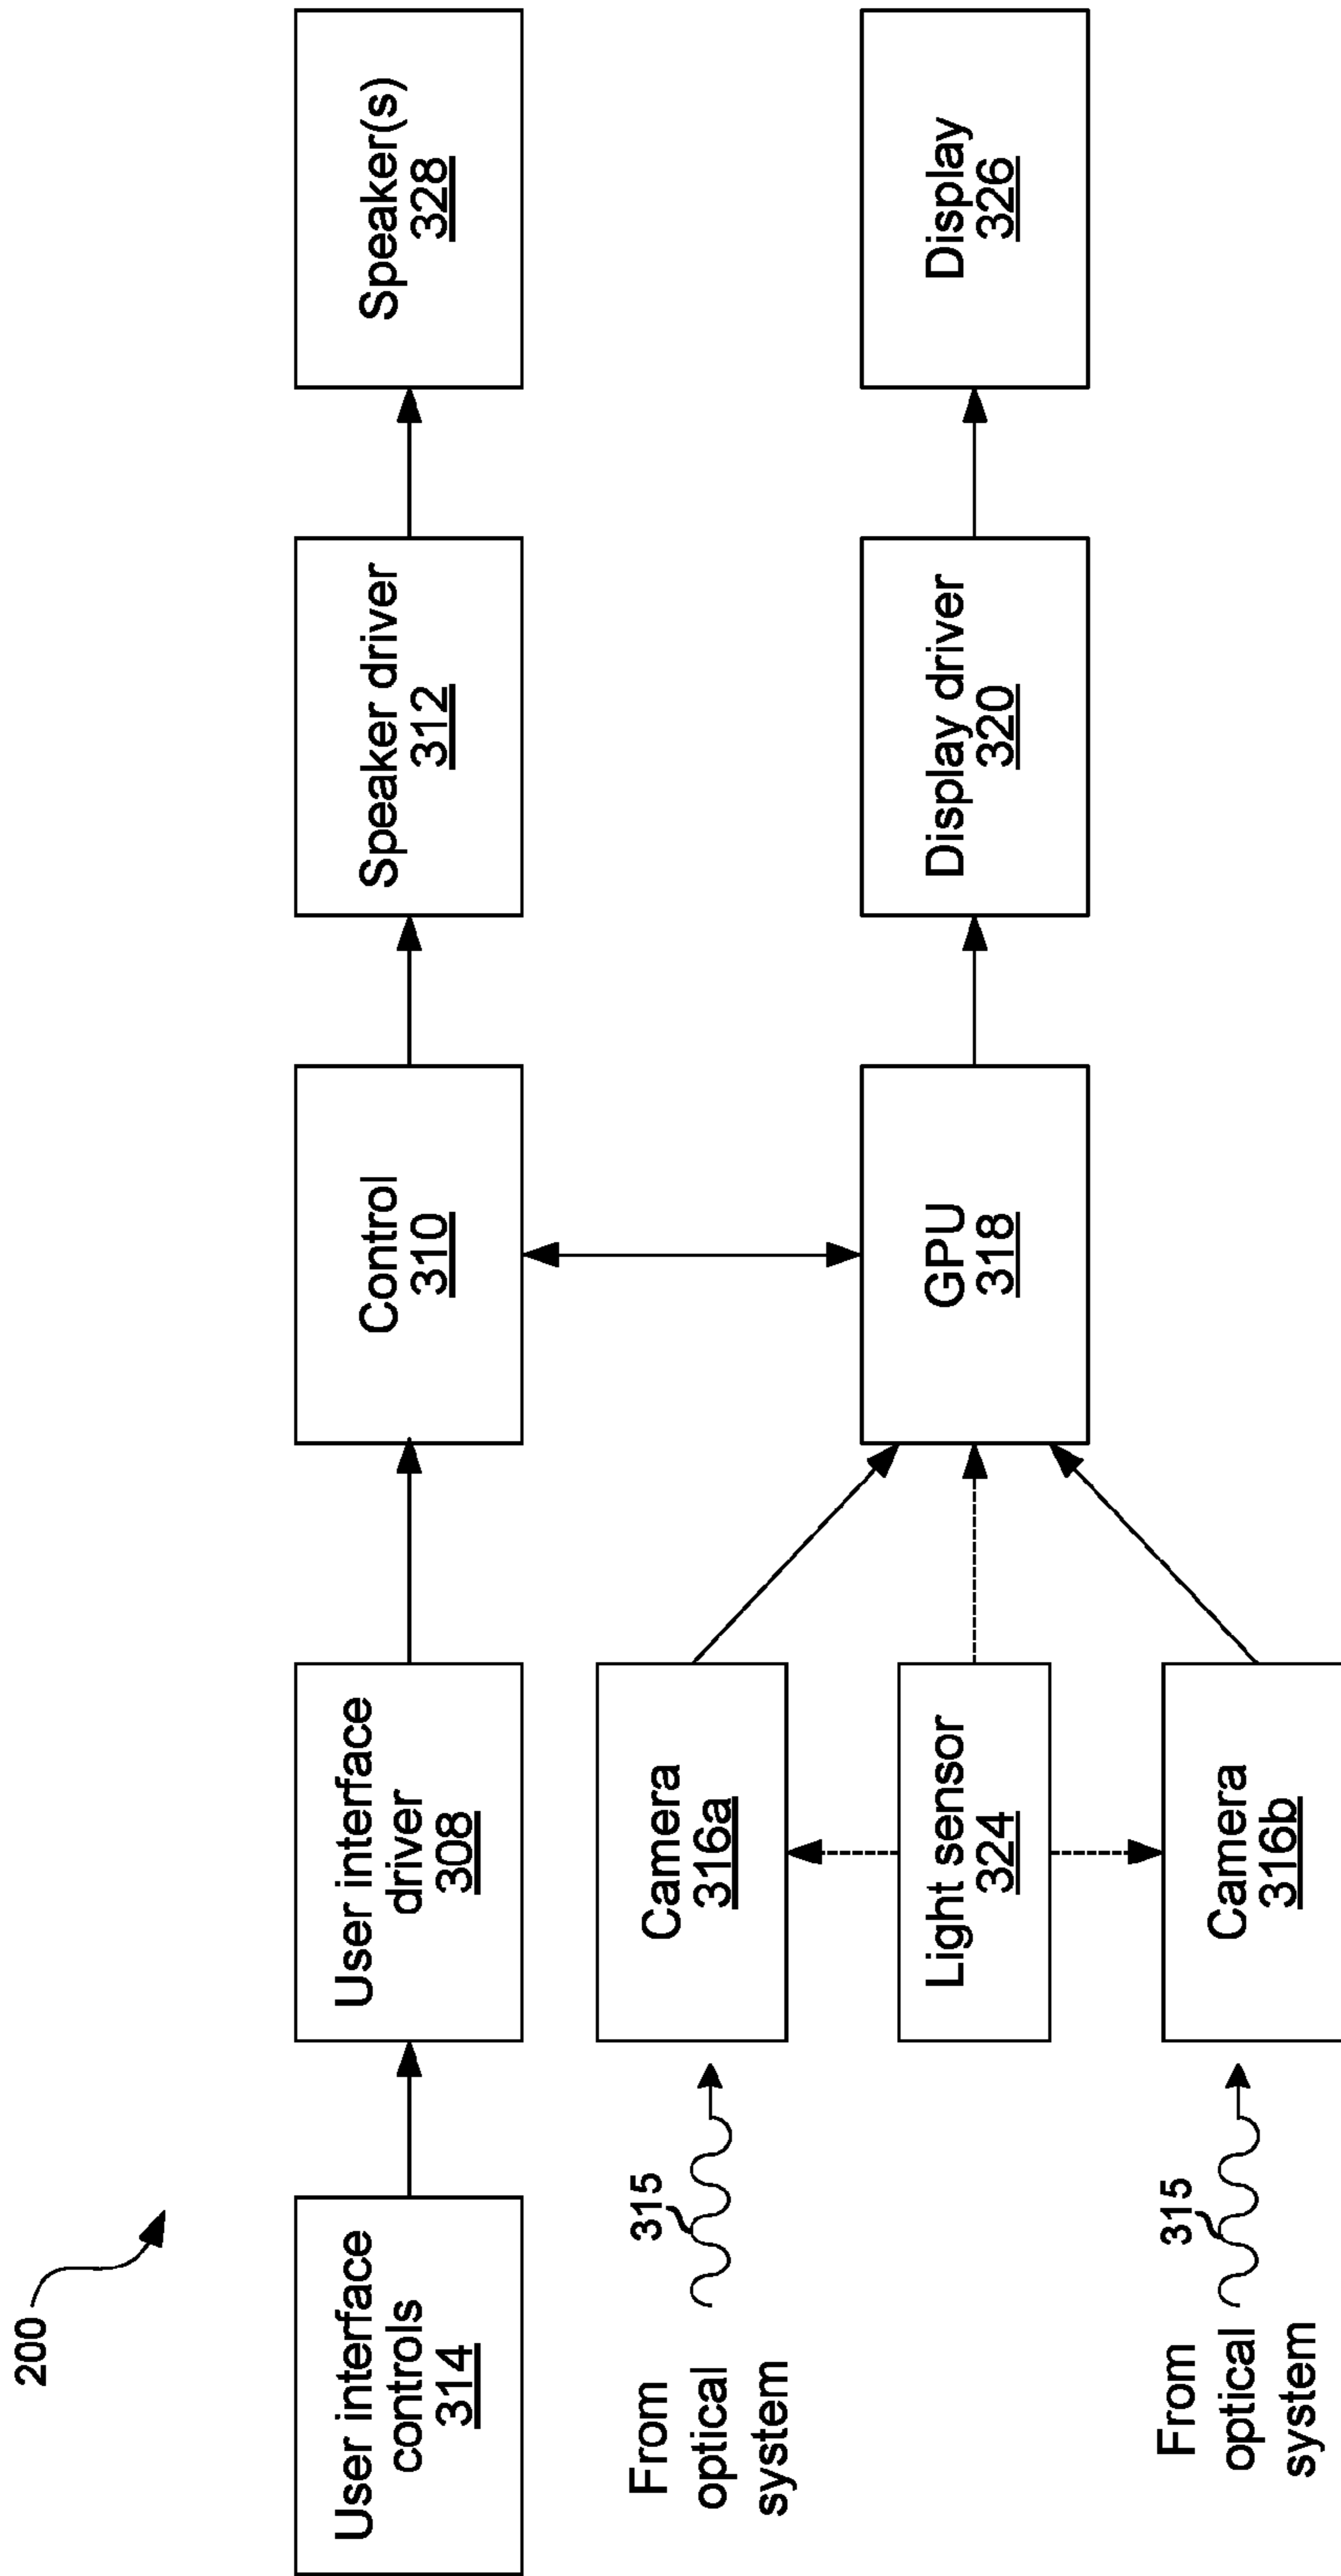 200
User interface
controls
314
User interface
driver
308
Control
310
Speaker driver
312
Speaker(s)
328
From
optical
system
315
Camera
316a
Light sensor
324
GPU
318
Display driver
320
Display
326
From
optical
system
315
Camera
316b